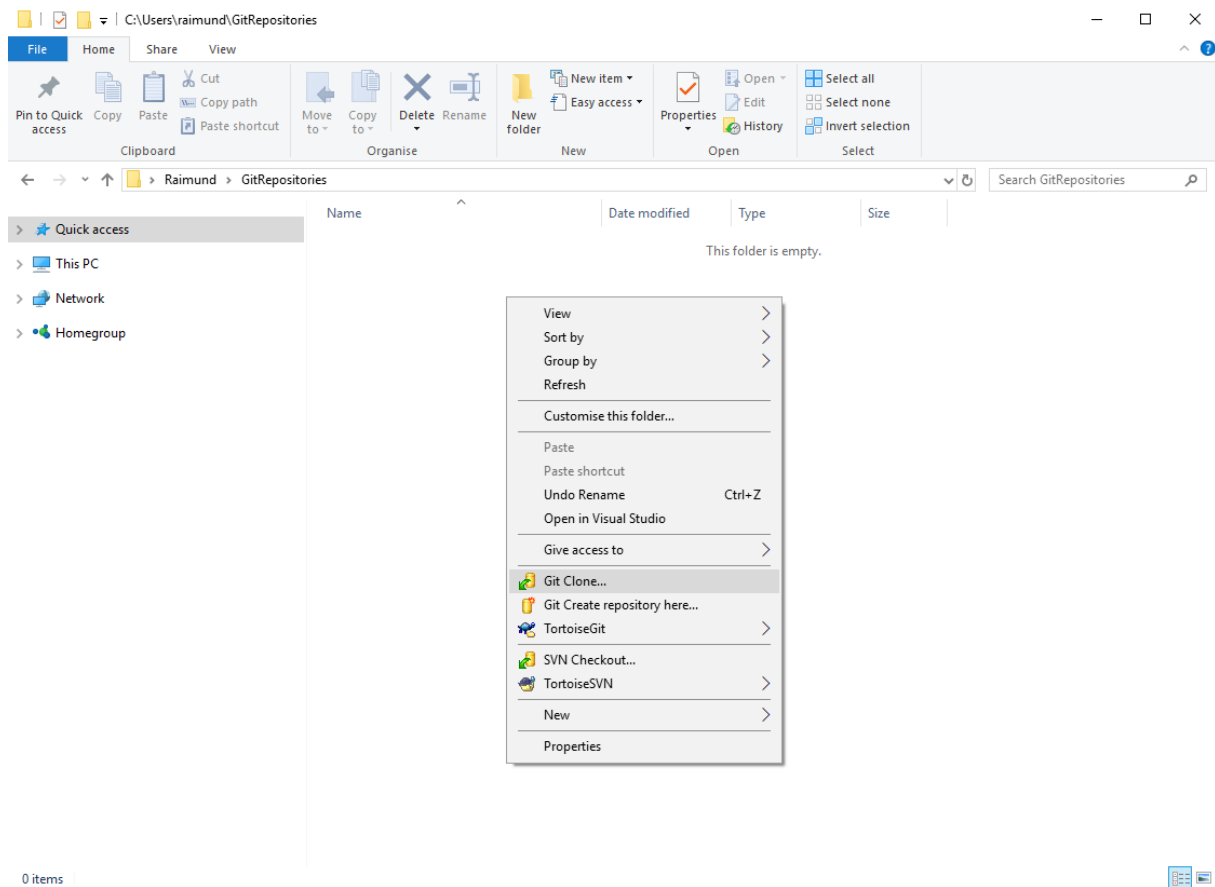 C:\Users\raimund\GitRepositories
File Home Share View
Pin to Quick access
Copy
Paste
Cut
Copy path
Paste shortcut
Clipboard
Move to
Copy to
Delete
Rename
Organise
New folder
New item
Easy access
New
Properties
Open
Edit
History
Open
Select all
Select none
Invert selection
Select
Raimund > GitRepositories
Search GitRepositories
Quick access
This PC
Network
Homegroup
Name Date modified Type Size
This folder is empty.
View
Sort by
Group by
Refresh
Customise this folder...
Paste
Paste shortcut
Undo Rename Ctrl+Z
Open in Visual Studio
Give access to
Git Clone...
Git Create repository here...
TortoiseGit
SVN Checkout...
TortoiseSVN
New
Properties
0 items